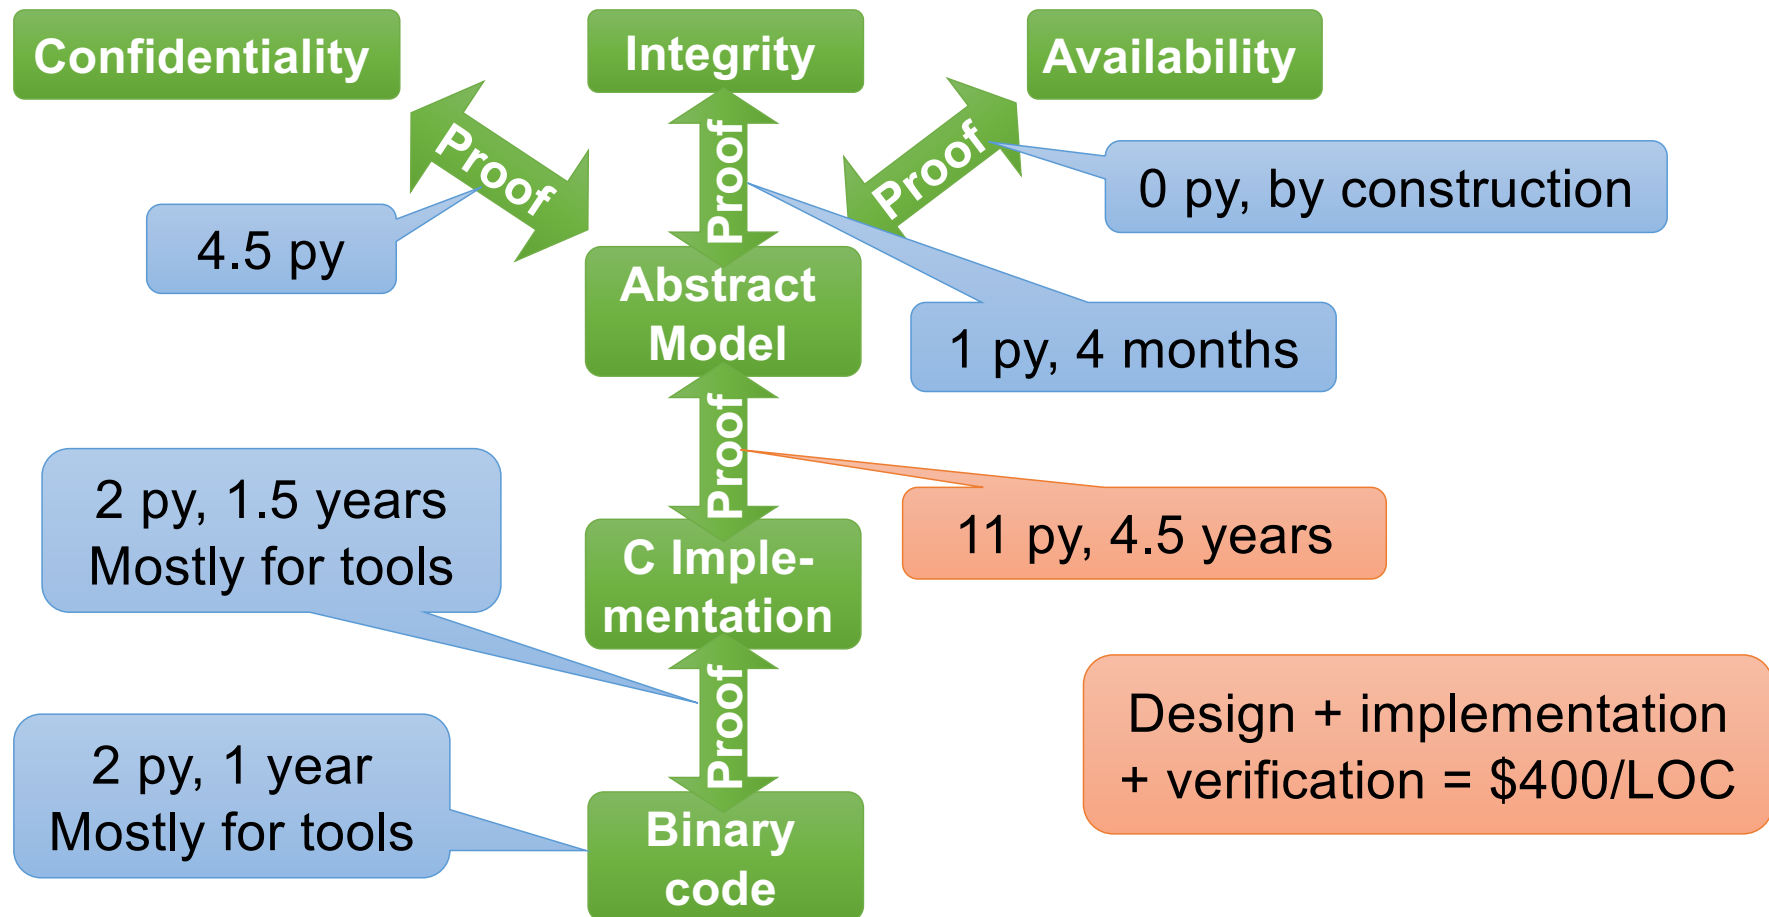 Confidentiality
Integrity
Availability
Proof
Proof
Proof
0 py, by construction
4.5 py
Abstract
Model
1 py, 4 months
Proof
2 py, 1.5 years
Mostly for tools
11 py, 4.5 years
C Imple-
mentation
Proof
Design + implementation
+ verification = $400/LOC
2 py, 1 year
Mostly for tools
Binary
code